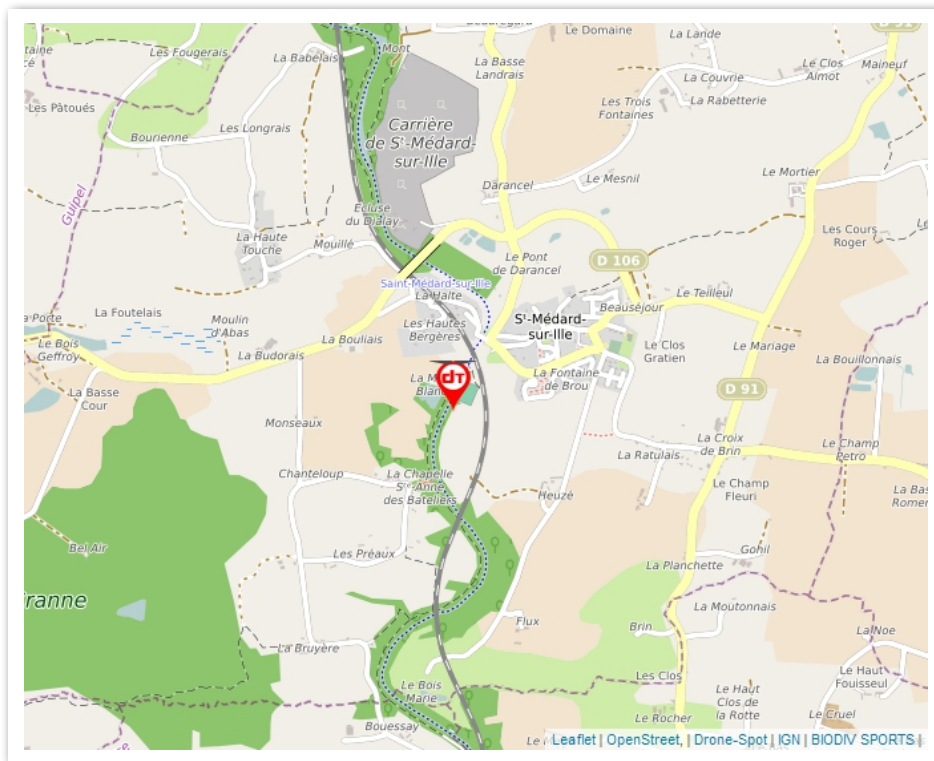 Beauregard
D 91
Le Domaine
La Lande
Les Fougerais
Mont
La Babelais
La Basse
Landrais
Le Clos
Almot
Maineuf
La Couvrie
La Rabetterie
Les Pâtoués
Les Trois
Fontaines
Carrière
de Sᵗ-Médard-
sur-Ille
Les Longrais
Bourienne
Le Mortier
Le Mesnil
Darancel
Guipel
Écluse
du Dialay
La Haute
Touche
Mouillé
Les Cours
Roger
Le Pont
de Darancel
D 106
Saint-Médard-sur-Ille
La Halte
Le Teilleul
Beauséjour
La Porte
La Foutelais
Moulin
d'Abas
Les Hautes
Bergères
Sᵗ-Médard-
sur-Ille
Le Bois
Geffroy
La Budorais
La Bouliais
Le Clos
Gratien
Le Mariage
La Bouillonnais
La Fontaine
de Brou
dT
La Basse
Cour
D 91
Monseaux
La Croix
de Brin
Le Champ
Petro
La Ratulais
Chanteloup
La Chapelle
Sᵗᵉ-Anne
des Bateliers
Le Champ
Fleuri
Heuzé
Bel Air
Les Préaux
Gohil
La Planchette
ranne
La Moutonnais
Flux
Brin
La Noe
La Bruyère
Les Clos
Le Haut
Fouisseul
Le Bois
Marie
Le Haut
Clos de
la Rotte
Bouessay
Le Rocher
Le Cruel
Leaflet | OpenStreet, | Drone-Spot | IGN | BIODIV SPORTS |